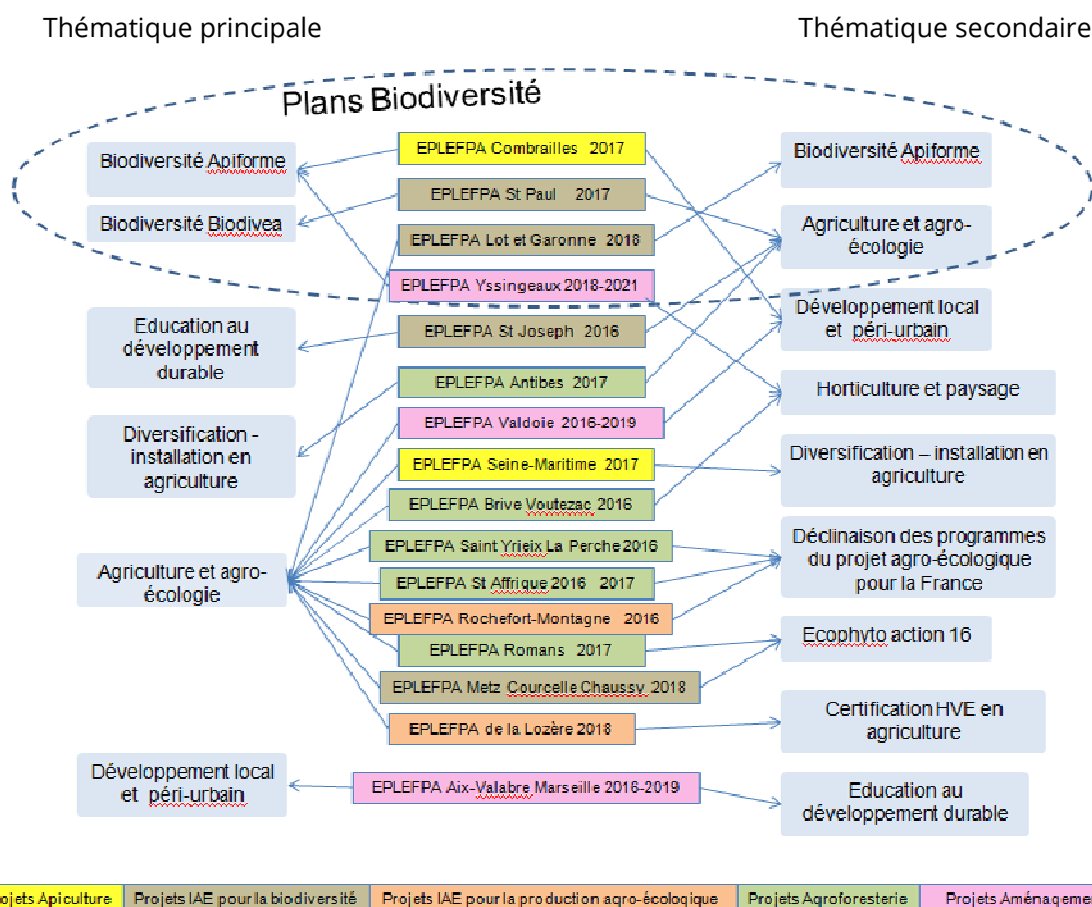 Thématique principale
Thématique secondaire
Plans Biodiversité
Biodiversité Apiforme
Biodiversité Biodivea
Education au
développement
durable
Diversification -
installation en
agriculture
Agriculture et agro-
écologie
Développement local
et péri-urbain
EPLEFPA Combrailles 2017
EPLEFPA St Paul 2017
EPLEFPA Lot et Garonne 2018
EPLEFPA Yssingeaux 2018-2021
EPLEFPA St Joseph 2016
EPLEFPA Antibes 2017
EPLEFPA Valdoie 2016-2019
EPLEFPA Seine-Maritime 2017
EPLEFPA Brive Voutezac 2016
EPLEFPA Saint Yrieix La Perche 2016
EPLEFPA St Affrique 2016 2017
EPLEFPA Rochefort-Montagne 2016
EPLEFPA Romans 2017
EPLEFPA Metz Courcelle Chaussy 2018
EPLEFPA de la Lozère 2018
EPLEFPA Aix-Valabre Marseille 2016-2019
Biodiversité Apiforme
Agriculture et agro-
écologie
Développement local
et péri-urbain
Horticulture et paysage
Diversification – installation en
agriculture
Déclinaison des programmes
du projet agro-écologique
pour la France
Ecophyto action 16
Certification HVE en
agriculture
Education au
développement durable
ojets Apiculture
Projets IAE pour la biodiversité
Projets IAE pour la production agro-écologique
Projets Agroforesterie
Projets Aménageme